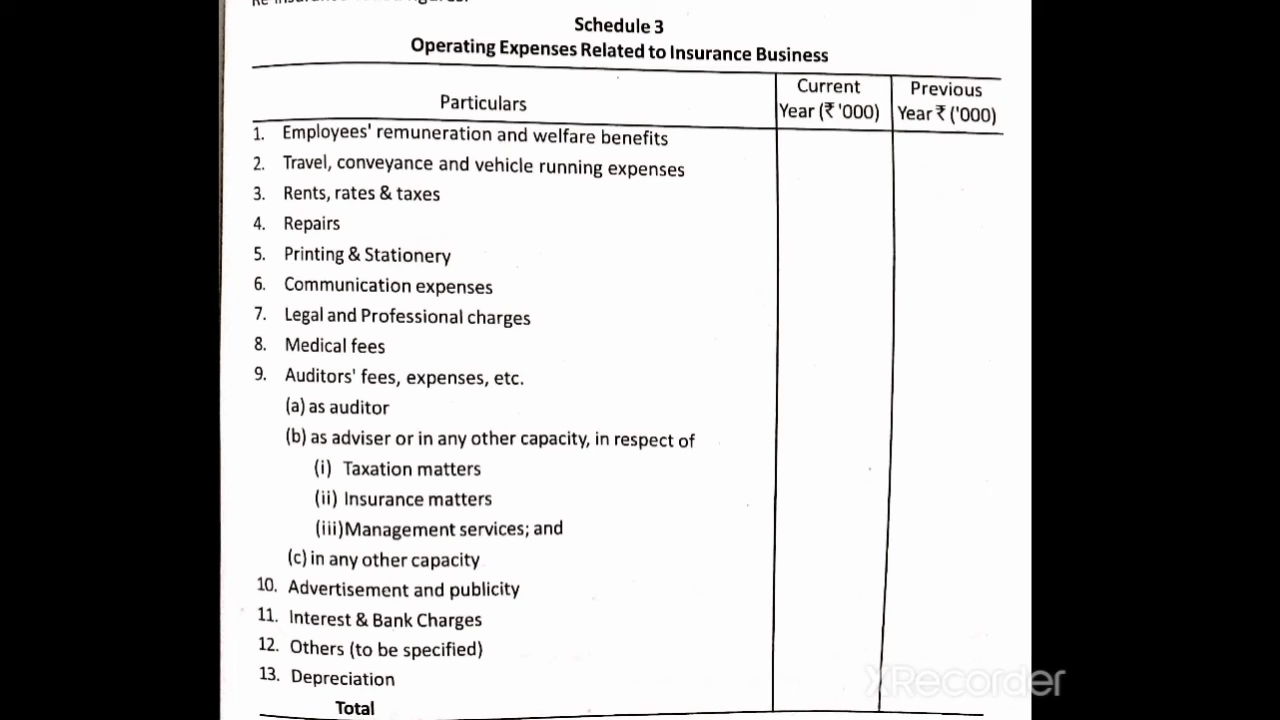 Schedule 3
Operating Expenses Related to Insurance Business
Particulars
Current Year (₹ '000)
Previous Year ₹ ('000)
1. Employees' remuneration and welfare benefits
2. Travel, conveyance and vehicle running expenses
3. Rents, rates & taxes
4. Repairs
5. Printing & Stationery
6. Communication expenses
7. Legal and Professional charges
8. Medical fees
9. Auditors' fees, expenses, etc.
(a) as auditor
(b) as adviser or in any other capacity, in respect of
(i) Taxation matters
(ii) Insurance matters
(iii) Management services; and
(c) in any other capacity
10. Advertisement and publicity
11. Interest & Bank Charges
12. Others (to be specified)
13. Depreciation
Total
XRecorder